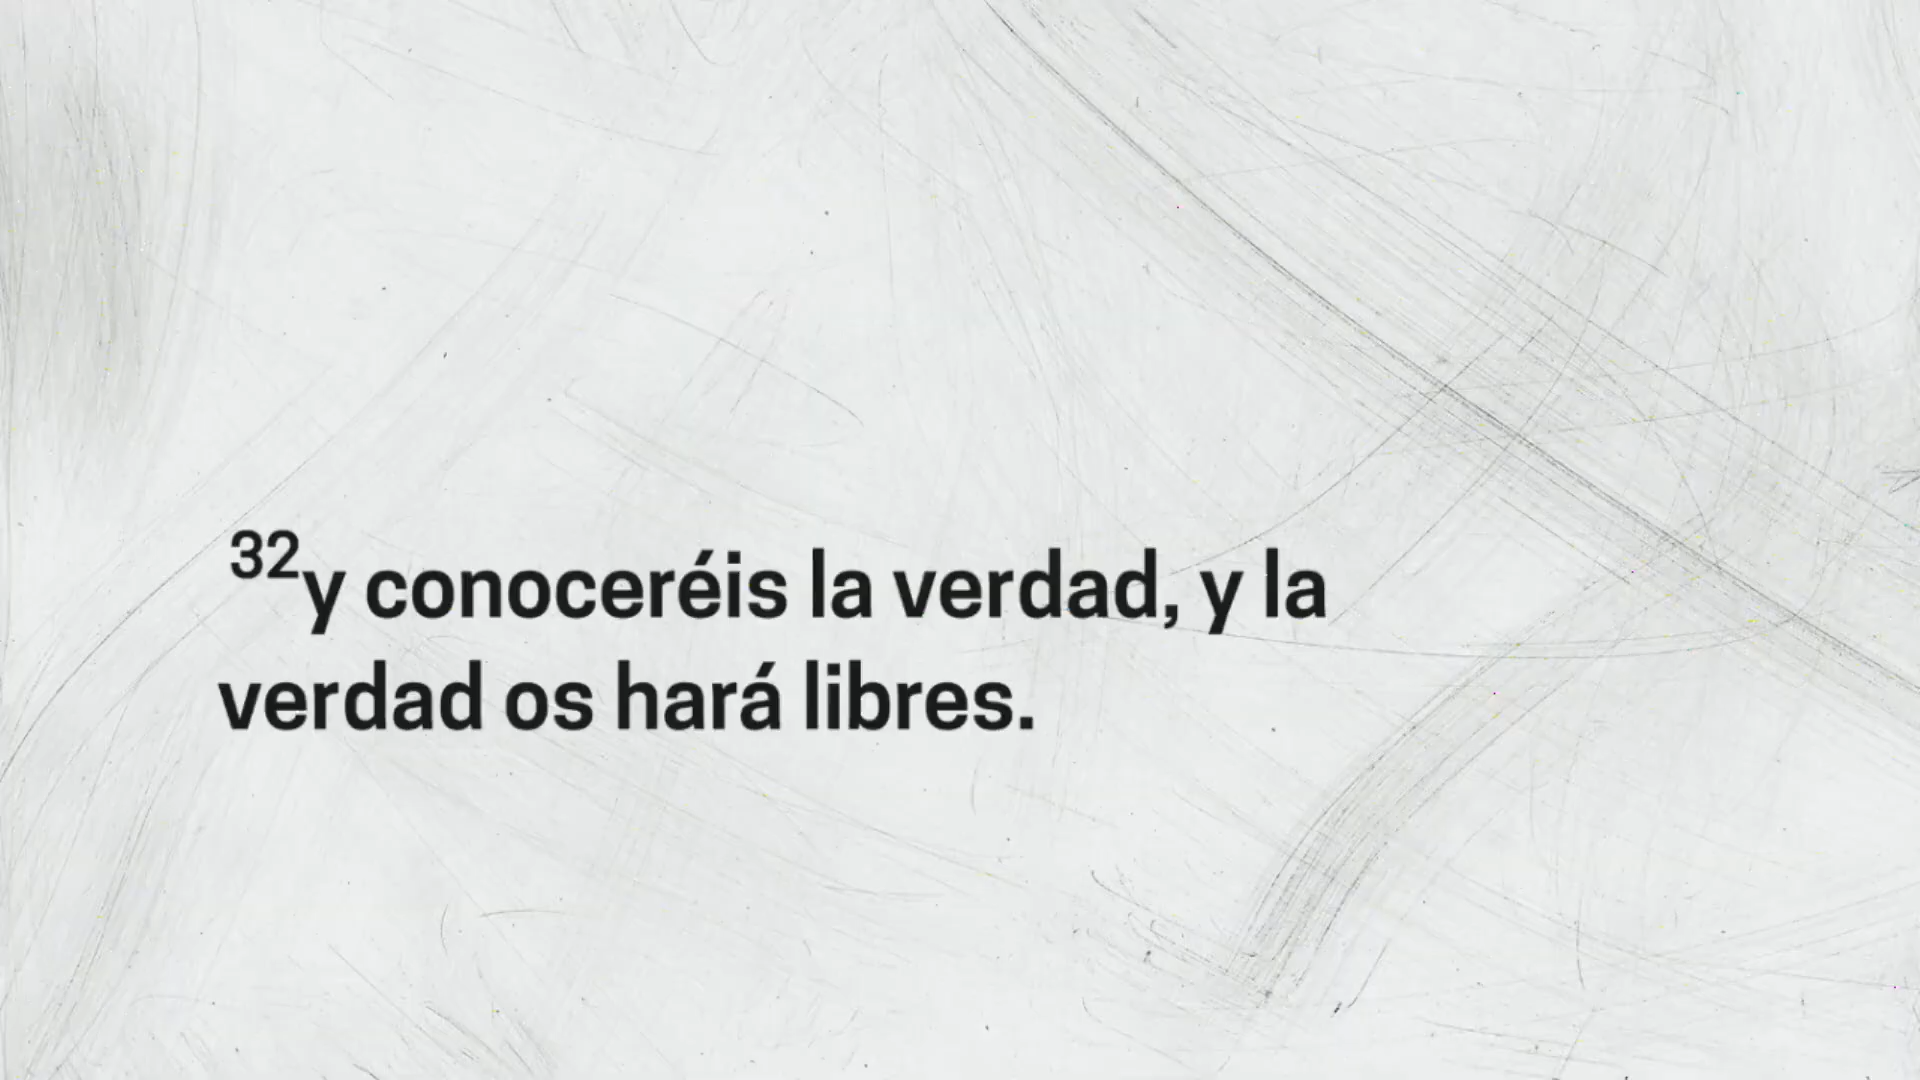 32y conoceréis la verdad, y la
verdad os hará libres.